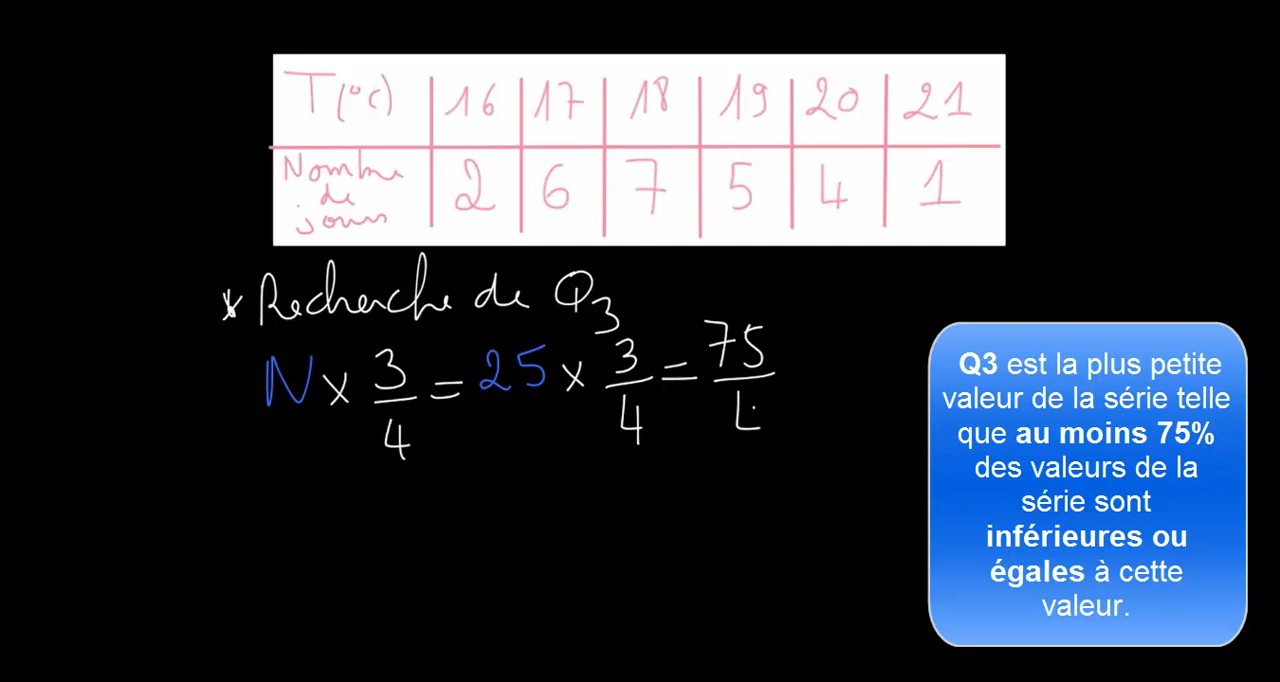 T(°C) 16 17 18 19 20 21
Nombre de jours 2 6 7 5 4 1
* Recherche de Q3
N × 3/4 = 25 × 3/4 = 75/4
Q3 est la plus petite
valeur de la série telle
que au moins 75%
des valeurs de la
série sont
inférieures ou
égales à cette
valeur.